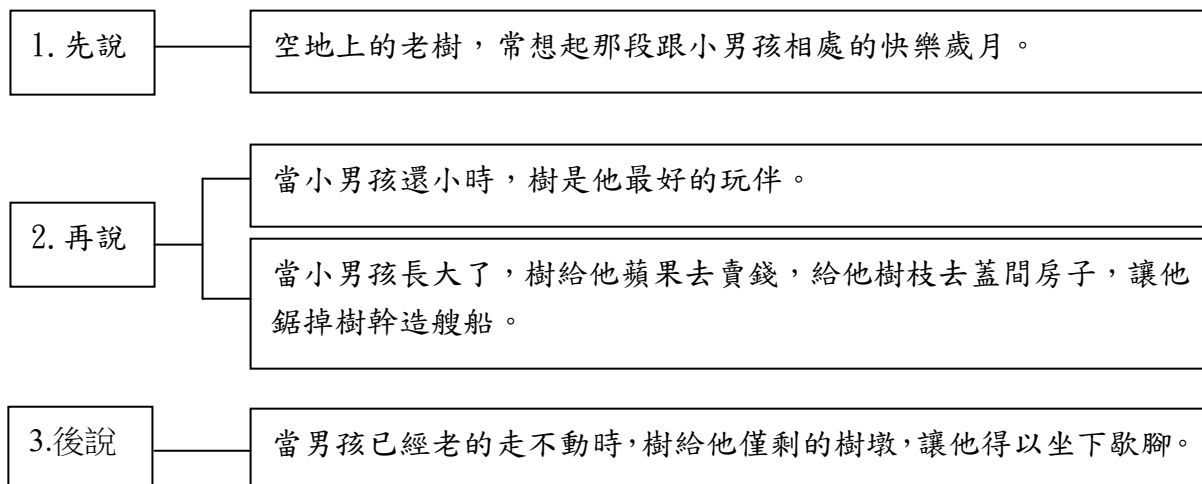 1. 先說
空地上的老樹，常想起那段跟小男孩相處的快樂歲月。
2. 再說
當小男孩還小時，樹是他最好的玩伴。
當小男孩長大了，樹給他蘋果去賣錢，給他樹枝去蓋間房子，讓他
鋸掉樹幹造艘船。
3.後說
當男孩已經老的走不動時，樹給他僅剩的樹墩，讓他得以坐下歇腳。